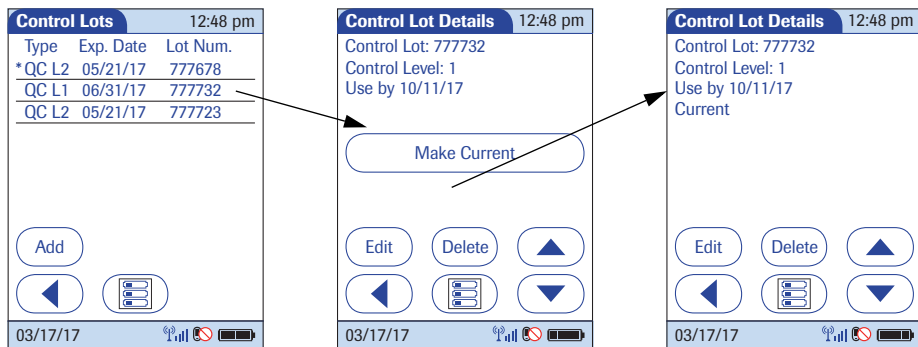 Control Lots 12:48 pm
Type Exp. Date Lot Num.
*QC L2 05/21/17 777678
QC L1 06/31/17 777732
QC L2 05/21/17 777723
Add
03/17/17
Control Lot Details 12:48 pm
Control Lot: 777732
Control Level: 1
Use by 10/11/17
Make Current
Edit Delete
03/17/17
Control Lot Details 12:48 pm
Control Lot: 777732
Control Level: 1
Use by 10/11/17
Current
Edit Delete
03/17/17